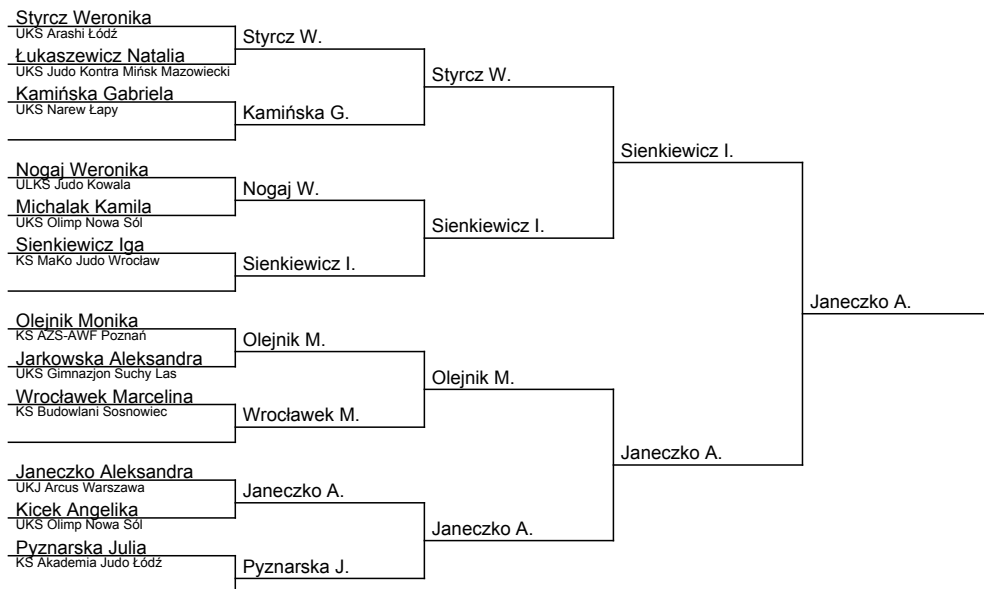 Styrcz Weronika
UKS Arashi Łódź
Styrcz W.
Łukaszewicz Natalia
UKS Judo Kontra Mińsk Mazowiecki
Styrcz W.
Kamińska Gabriela
UKS Narew Łapy
Kamińska G.
Sienkiewicz I.
Nogaj Weronika
ULKS Judo Kowala
Nogaj W.
Michalak Kamila
UKS Olimp Nowa Sól
Sienkiewicz I.
Sienkiewicz Iga
KS MaKo Judo Wrocław
Sienkiewicz I.
Janeczko A.
Olejnik Monika
KS AZS-AWF Poznań
Olejnik M.
Jarkowska Aleksandra
UKS Gimnazjon Suchy Las
Olejnik M.
Wrocławek Marcelina
KS Budowlani Sosnowiec
Wrocławek M.
Janeczko A.
Janeczko Aleksandra
UKJ Arcus Warszawa
Janeczko A.
Kicek Angelika
UKS Olimp Nowa Sól
Janeczko A.
Pyznarska Julia
KS Akademia Judo Łódź
Pyznarska J.